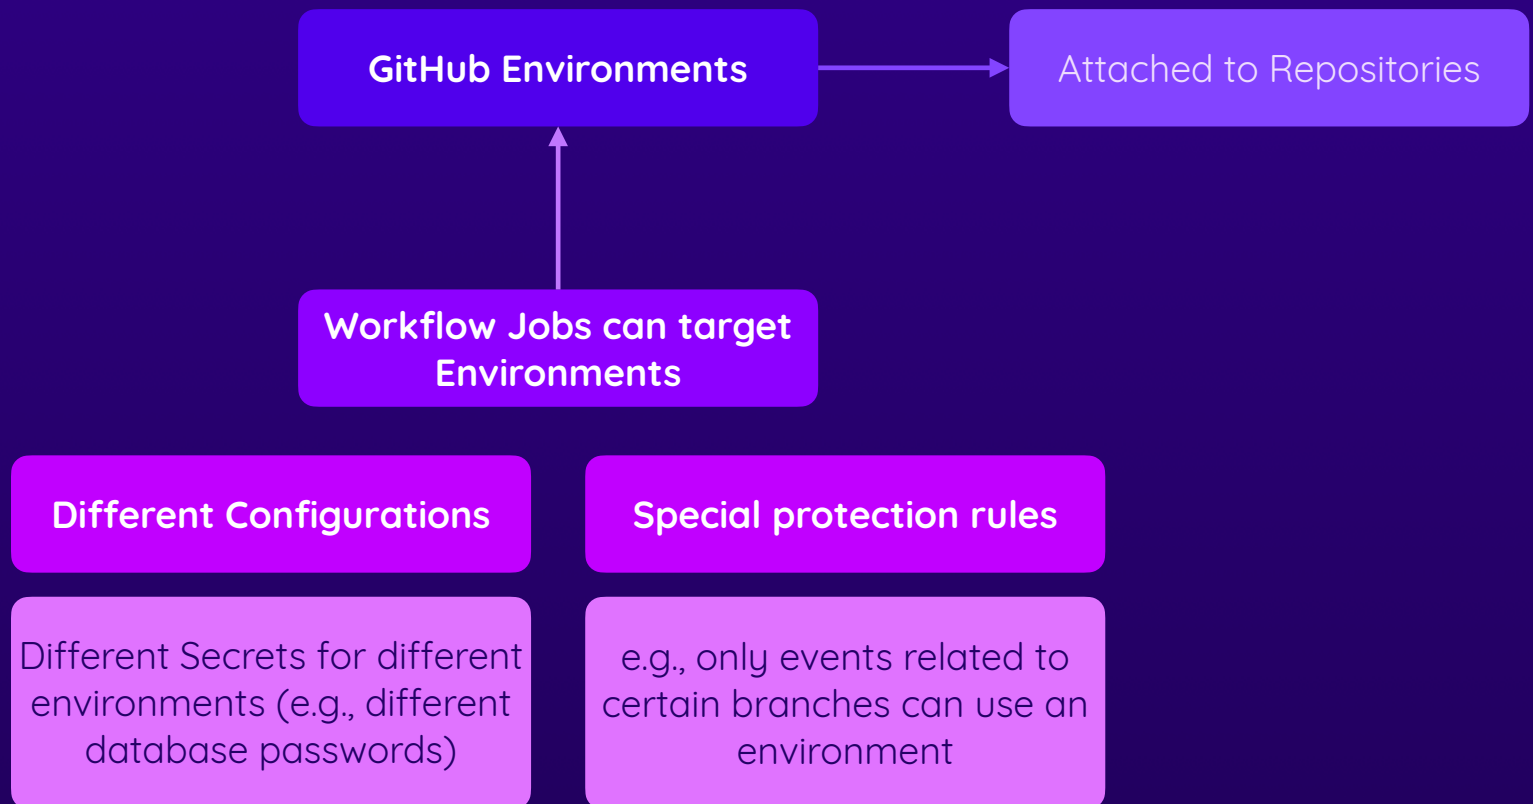 GitHub Environments
Attached to Repositories
Workflow Jobs can target
Environments
Different Configurations
Special protection rules
Different Secrets for different
environments (e.g., different
database passwords)
e.g., only events related to
certain branches can use an
environment